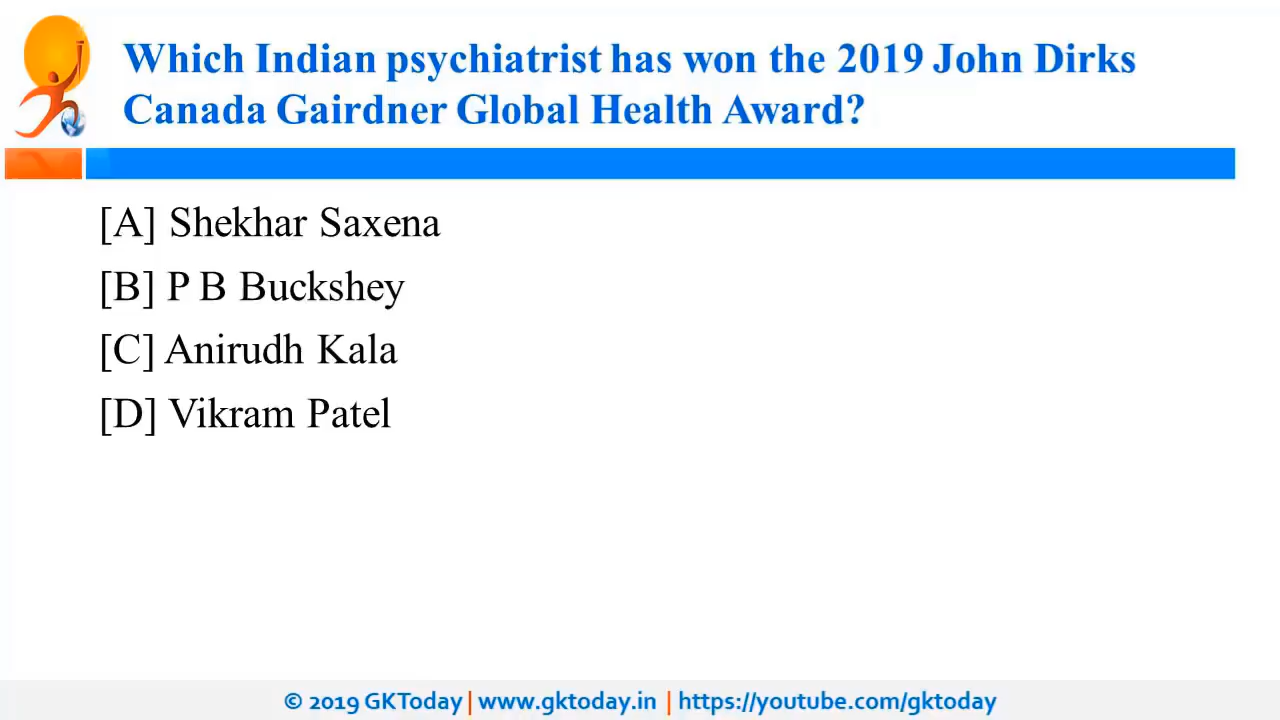 Which Indian psychiatrist has won the 2019 John Dirks
Canada Gairdner Global Health Award?
[A] Shekhar Saxena
[B] P B Buckshey
[C] Anirudh Kala
[D] Vikram Patel
© 2019 GKToday | www.gktoday.in | https://youtube.com/gktoday